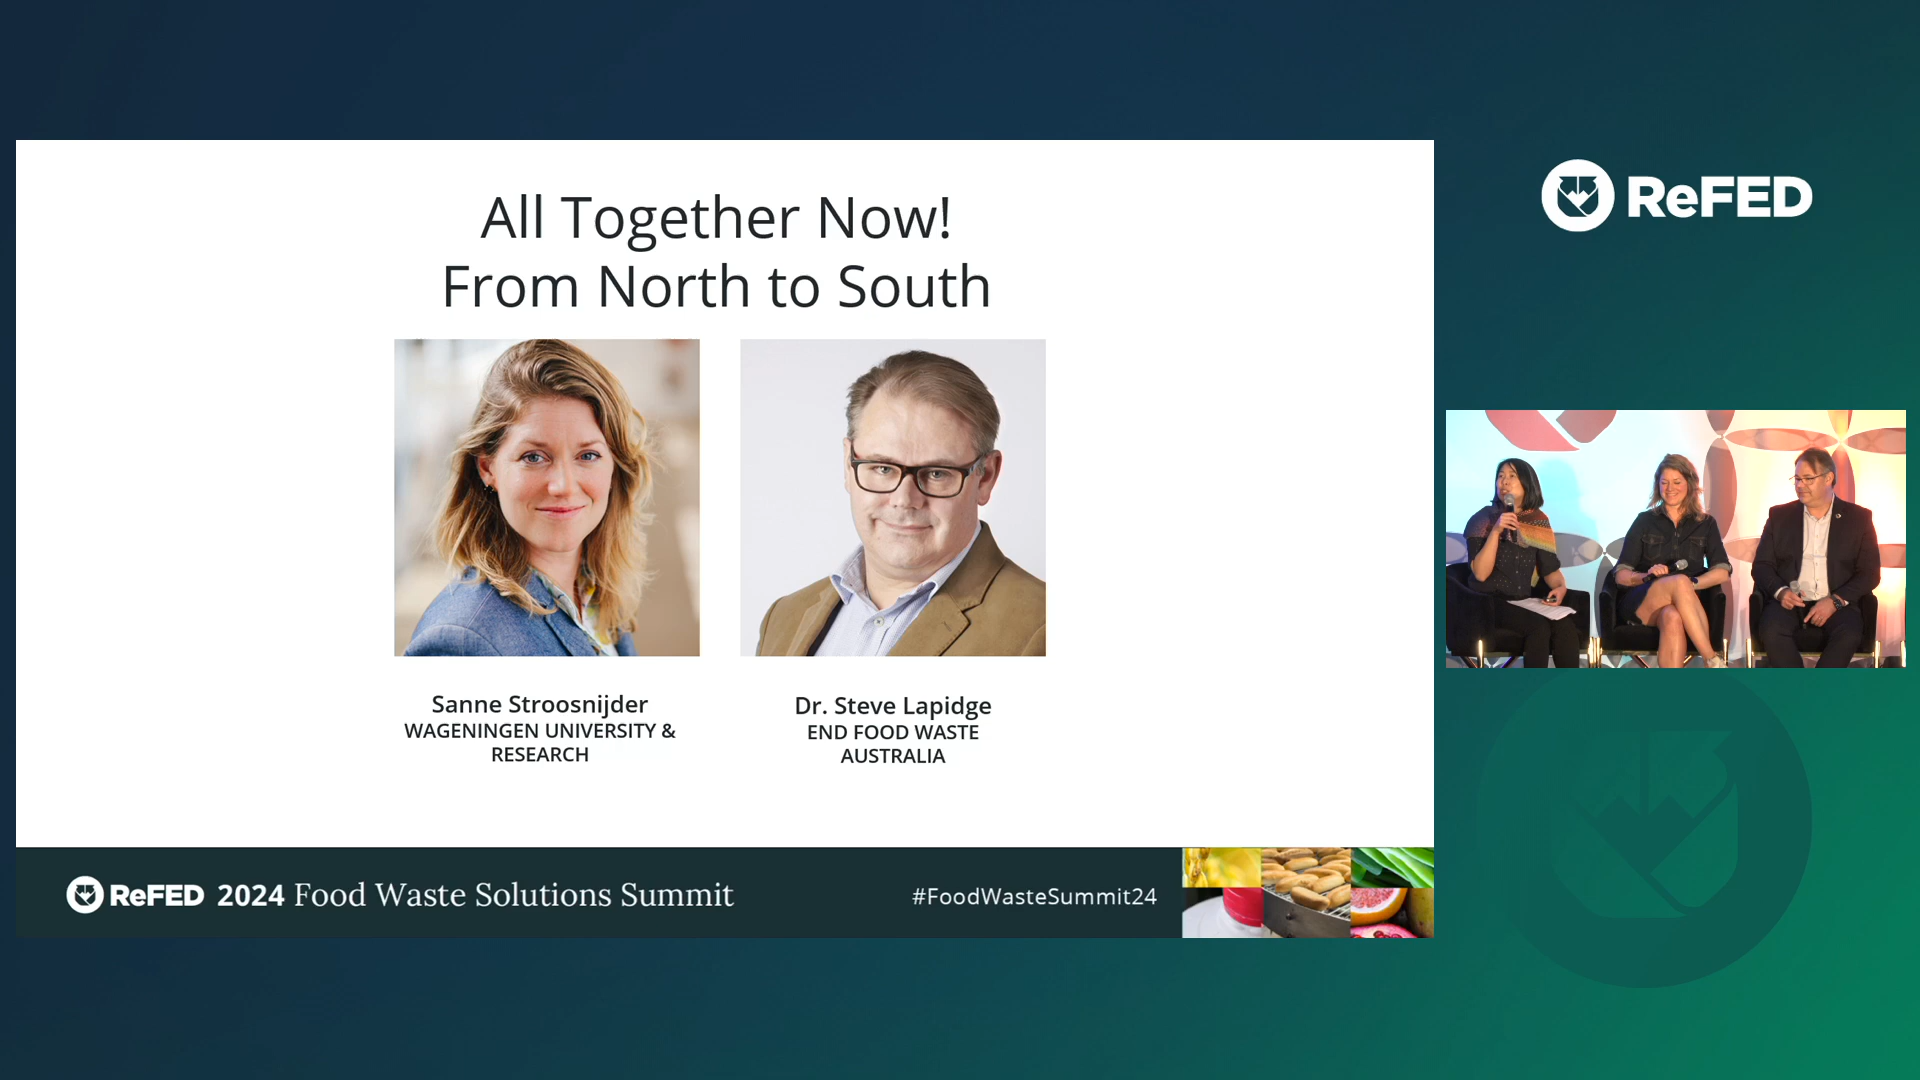 All Together Now!
From North to South
Sanne Stroosnijder
WAGENINGEN UNIVERSITY &
RESEARCH
Dr. Steve Lapidge
END FOOD WASTE
AUSTRALIA
ReFED 2024 Food Waste Solutions Summit
#FoodWasteSummit24
ReFED